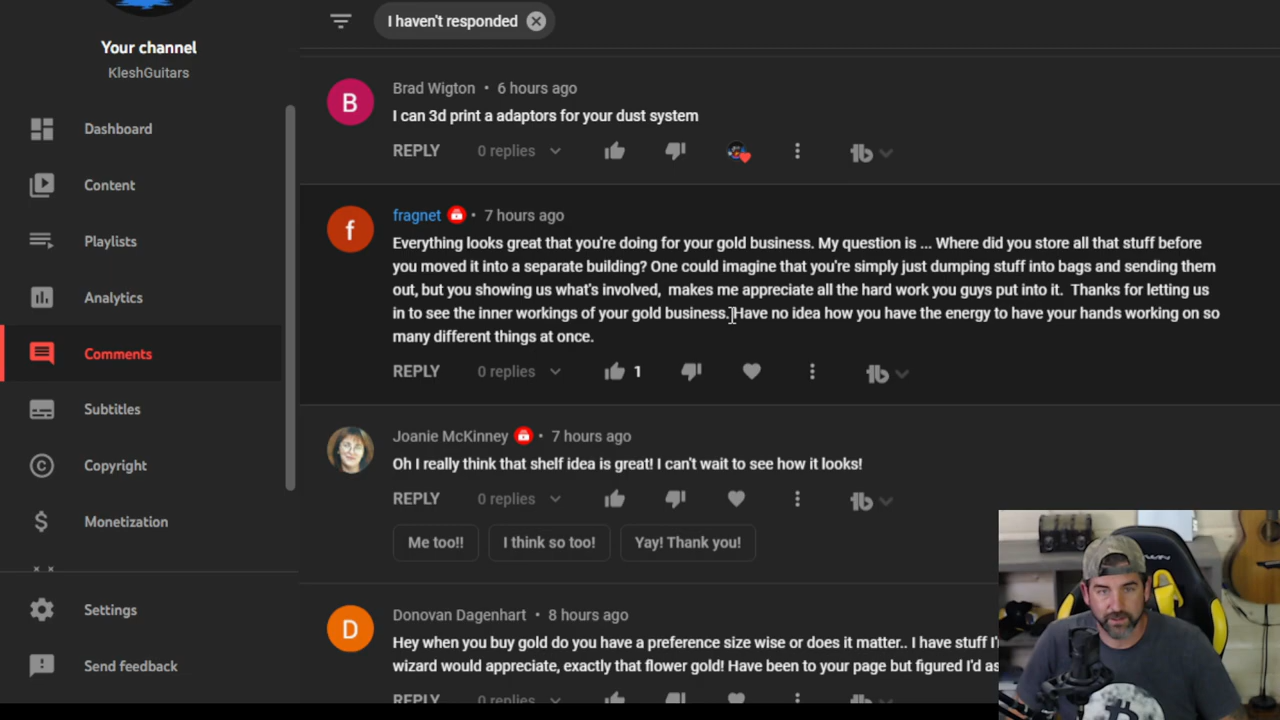 Your channel
KleshGuitars
Dashboard
Content
Playlists
Analytics
Comments
Subtitles
Copyright
Monetization
Settings
Send feedback
I haven't responded
B
Brad Wigton • 6 hours ago
I can 3d print a adaptors for your dust system
REPLY 0 replies
f
fragnet • 7 hours ago
Everything looks great that you're doing for your gold business. My question is ... Where did you store all that stuff before
you moved it into a separate building? One could imagine that you're simply just dumping stuff into bags and sending them
out, but you showing us what's involved, makes me appreciate all the hard work you guys put into it. Thanks for letting us
in to see the inner workings of your gold business. Have no idea how you have the energy to have your hands working on so
many different things at once.
REPLY 0 replies 1
Joanie McKinney • 7 hours ago
Oh I really think that shelf idea is great! I can't wait to see how it looks!
REPLY 0 replies
Me too!! I think so too! Yay! Thank you!
D
Donovan Dagenhart • 8 hours ago
Hey when you buy gold do you have a preference size wise or does it matter.. I have stuff I'
wizard would appreciate, exactly that flower gold! Have been to your page but figured I'd as
REPLY 0 replies